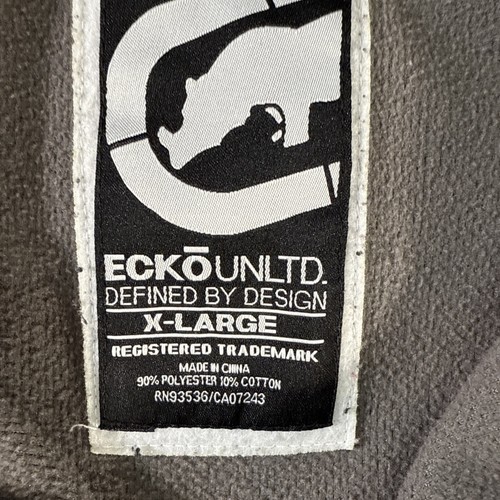 ECKŌUNLTD.
DEFINED BY DESIGN
X-LARGE
REGISTERED TRADEMARK
MADE IN CHINA
90% POLYESTER 10% COTTON
RN93536/CA07243